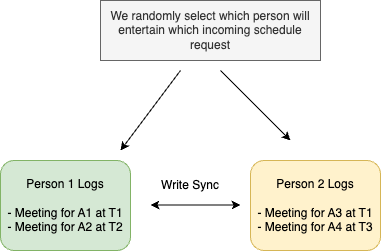 We randomly select which person will
entertain which incoming schedule
request
Person 1 Logs
- Meeting for A1 at T1
- Meeting for A2 at T2
Write Sync
Person 2 Logs
- Meeting for A3 at T1
- Meeting for A4 at T3